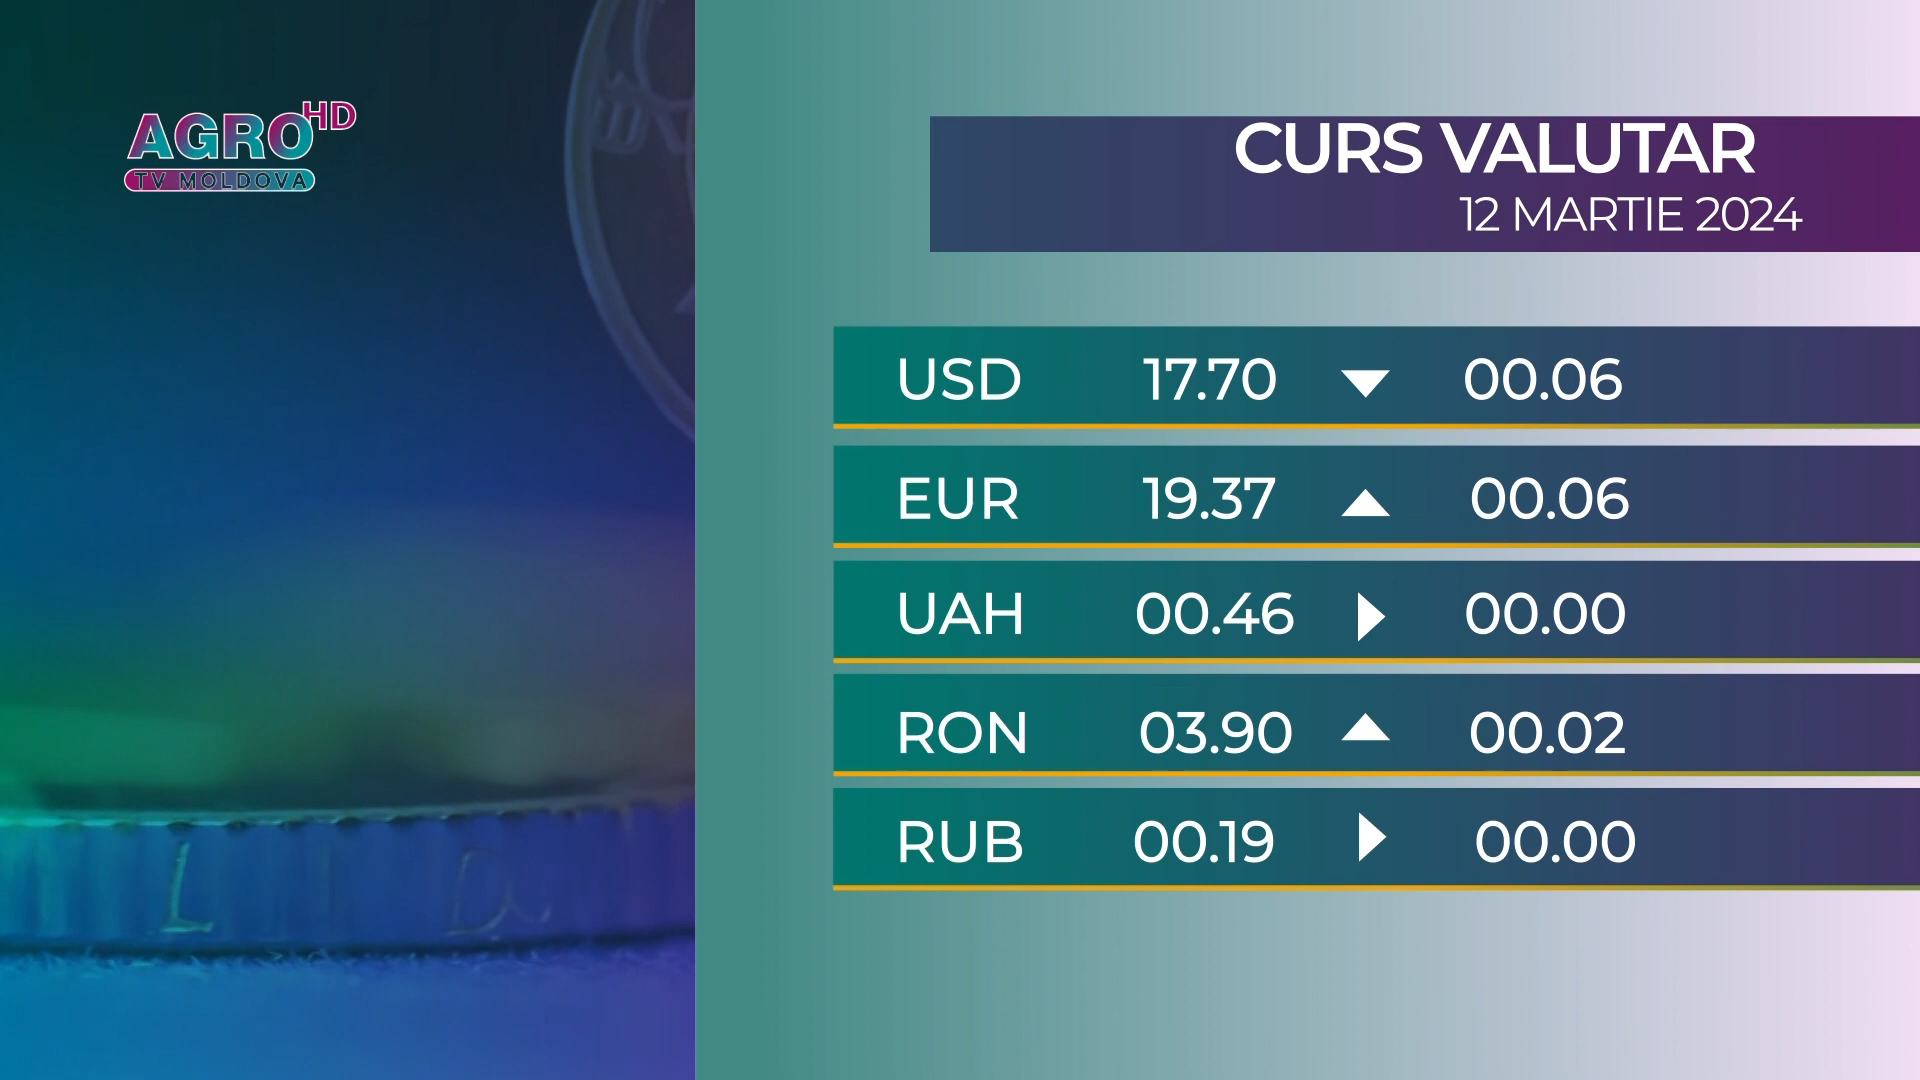 AGRO HD
TV MOLDOVA
CURS VALUTAR
12 MARTIE 2024
USD 17.70 00.06
EUR 19.37 00.06
UAH 00.46 00.00
RON 03.90 00.02
RUB 00.19 00.00
L D